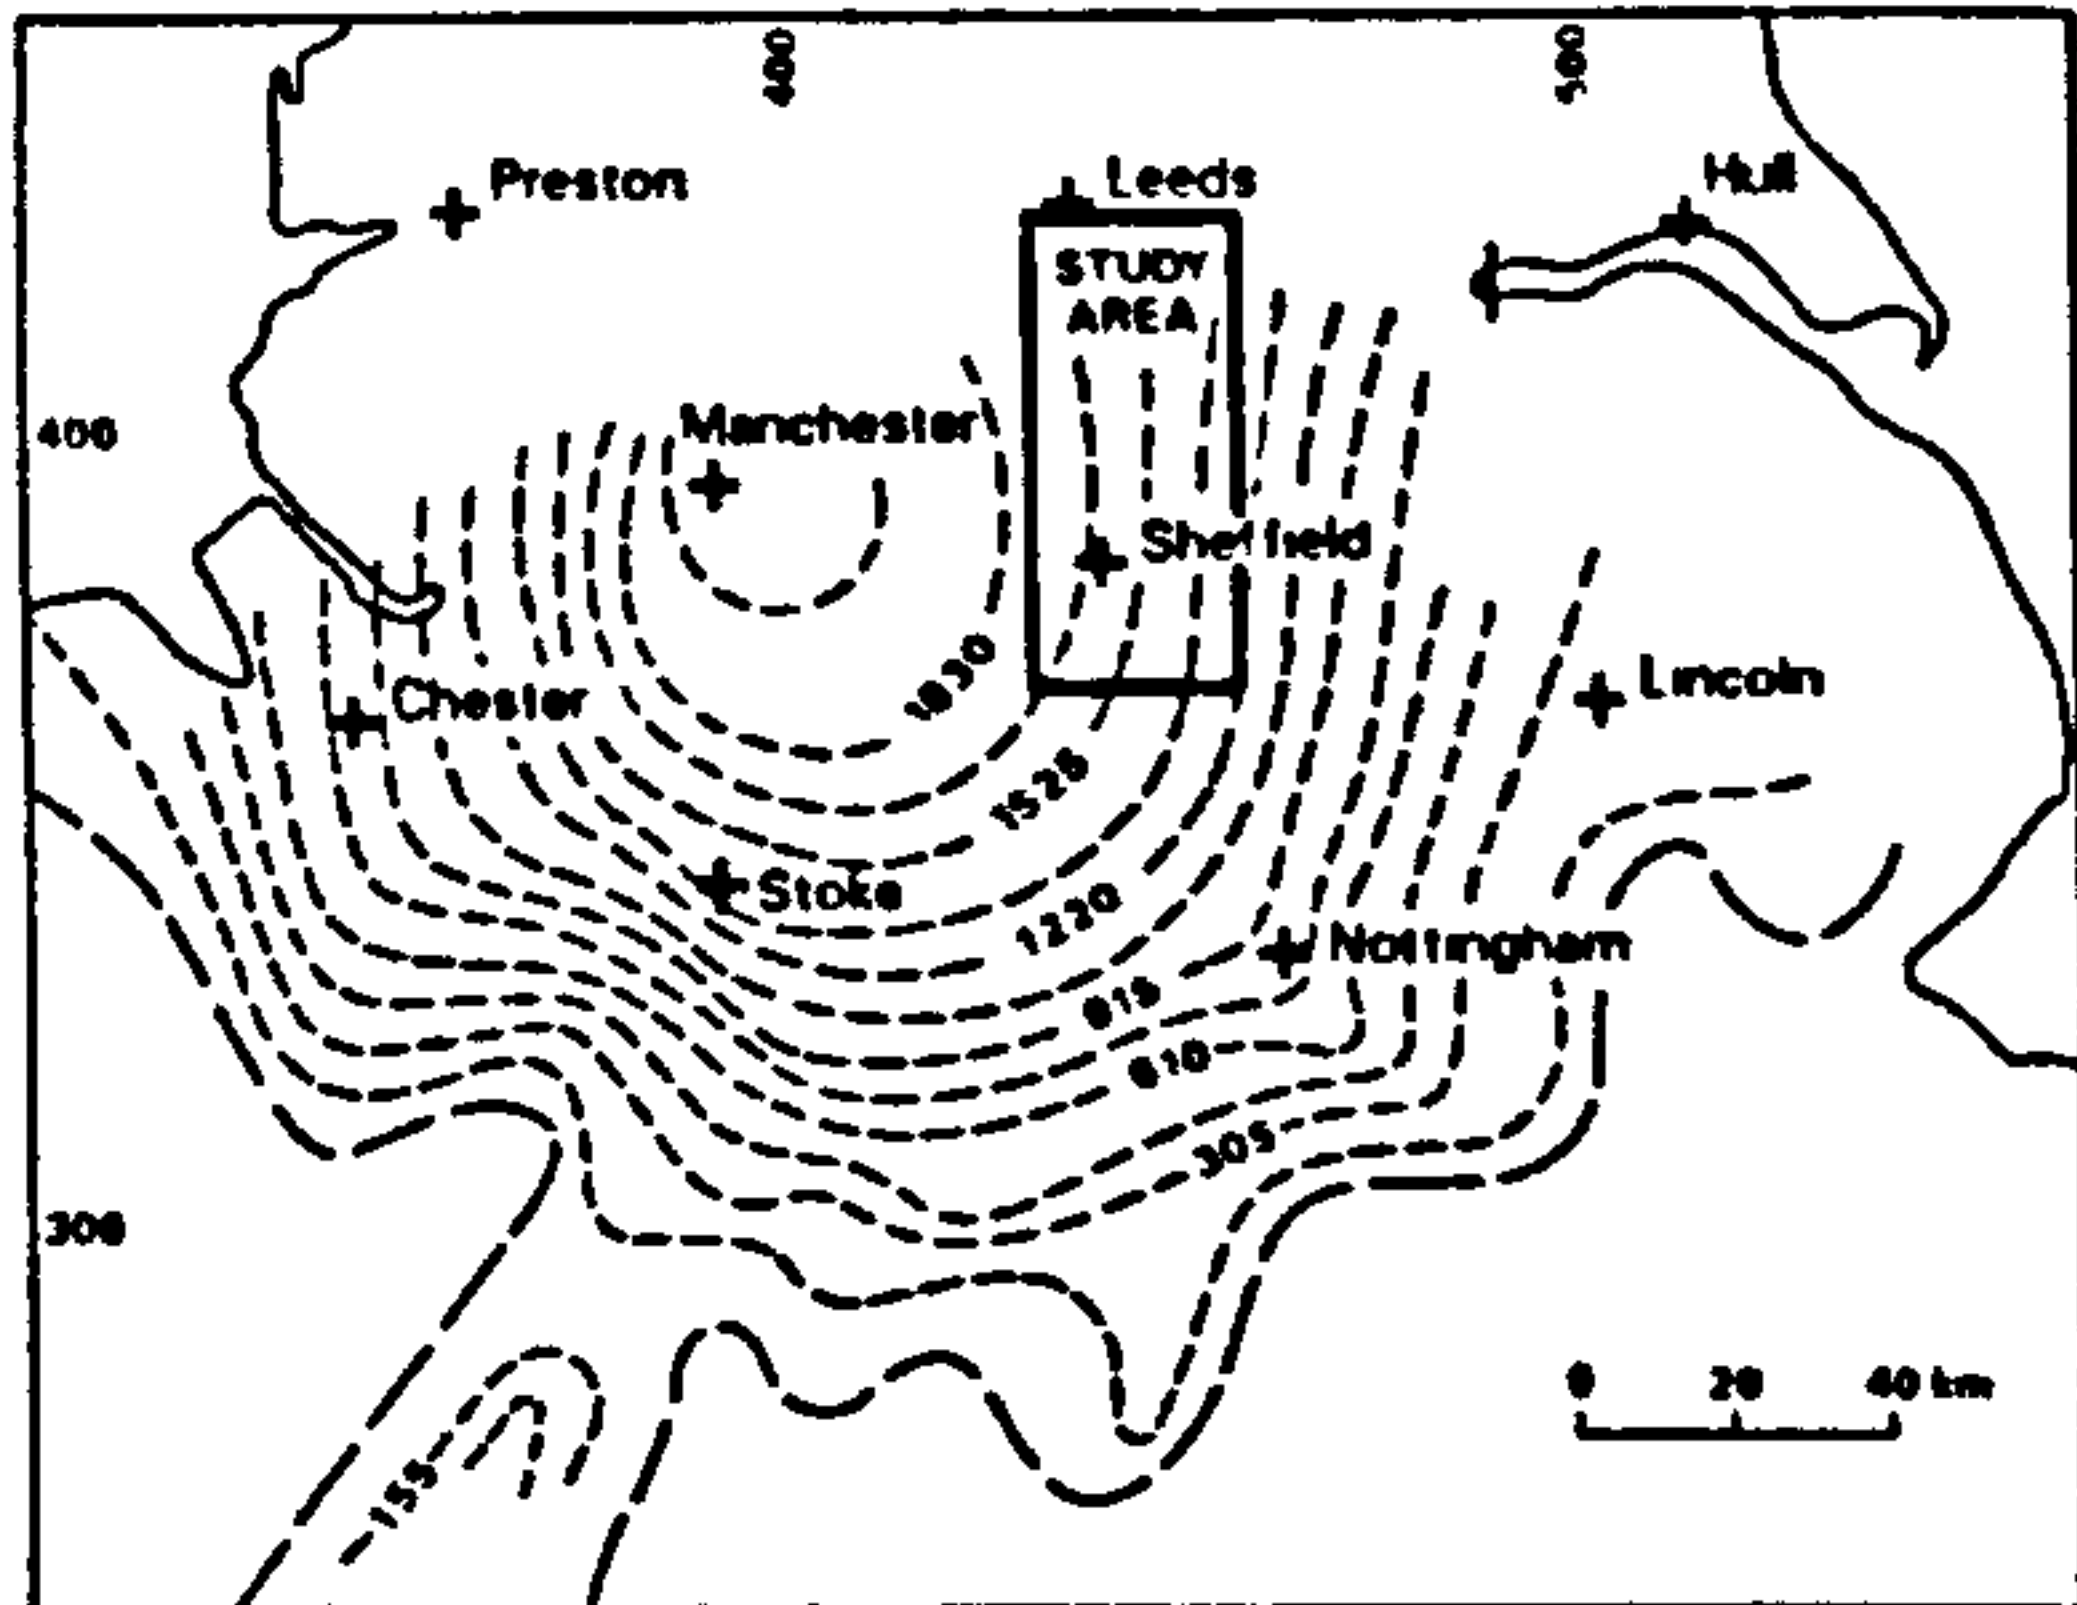 400
500
Preston
Leeds
Hull
STUDY
AREA
400
Manchester
Sheffield
1830
Lincoln
Chester
1525
Stoke
1220
Nottingham
915
610
305
300
0 20 40 km
155